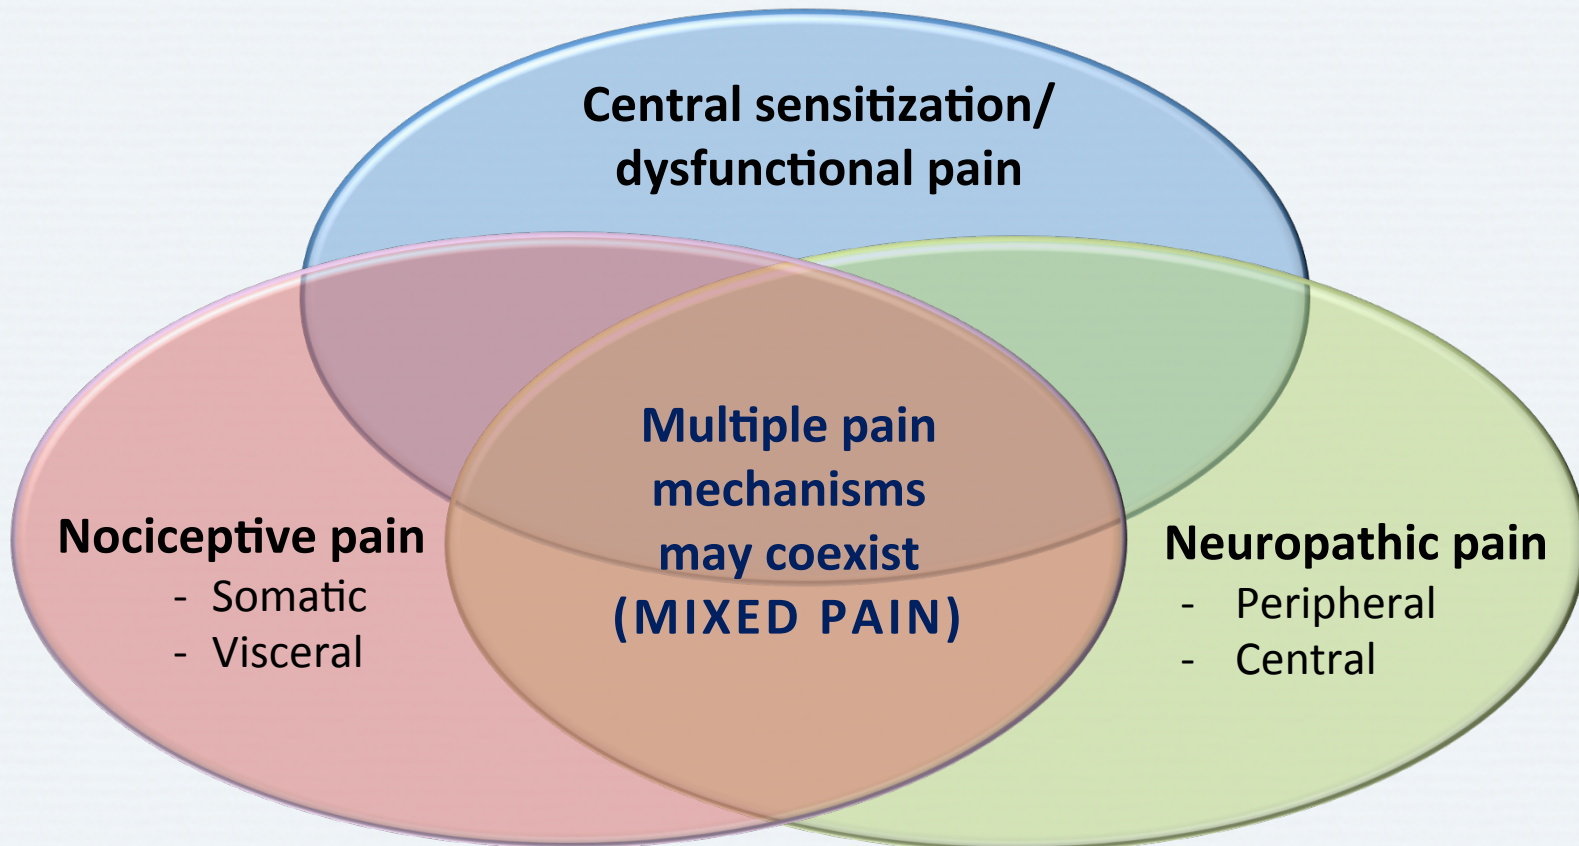 Central sensitization/
dysfunctional pain
Multiple pain
mechanisms
may coexist
(MIXED PAIN)
Nociceptive pain
- Somatic
- Visceral
Neuropathic pain
- Peripheral
- Central